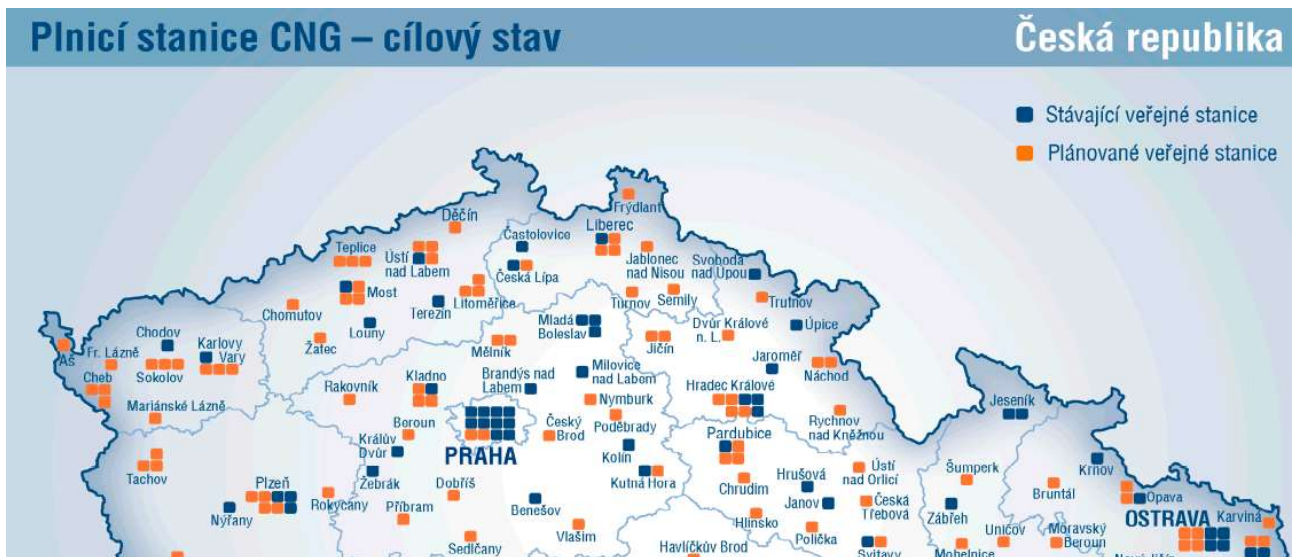 Plnicí stanice CNG – cílový stav
Česká republika
Stávající veřejné stanice
Plánované veřejné stanice
Frýdlant
Děčín
Častolovice
Liberec
Teplice
Ústí
nad Labem
Česká Lípa
Jablonec
nad Nisou
Svoboda
nad Úpou
Most
Litoměřice
Chomutov
Terezín
Turnov
Semily
Trutnov
Louny
Mladá
Boleslav
Úpice
Chodov
Karlovy
Vary
Žatec
Mělník
Jičín
Dvůr Králové
n. L.
Aš
Fr. Lázně
Cheb
Sokolov
Jaroměř
Náchod
Milovice
nad Labem
Brandýs nad
Labem
Kladno
Rakovník
Mariánské Lázně
Hradec Králové
Jeseník
Nymburk
Beroun
Poděbrady
Český
Brod
Rychnov
nad Kněžnou
Králův
Dvůr
PRAHA
Pardubice
Kolín
Krnov
Tachov
Žebrák
Kutná Hora
Hrušová
Ústí
nad Orlicí
Šumperk
Plzeň
Dobříš
Chrudim
Bruntál
Opava
Rokycany
Nýřany
Příbram
Benešov
Janov
Česká
Třebová
Zábřeh
OSTRAVA
Karviná
Vlašim
Hlinsko
Polička
Uničov
Moravský
Beroun
Sedlčany
Havlíčkův Brod
Svitavy
Mohelnice
Nový Jičín